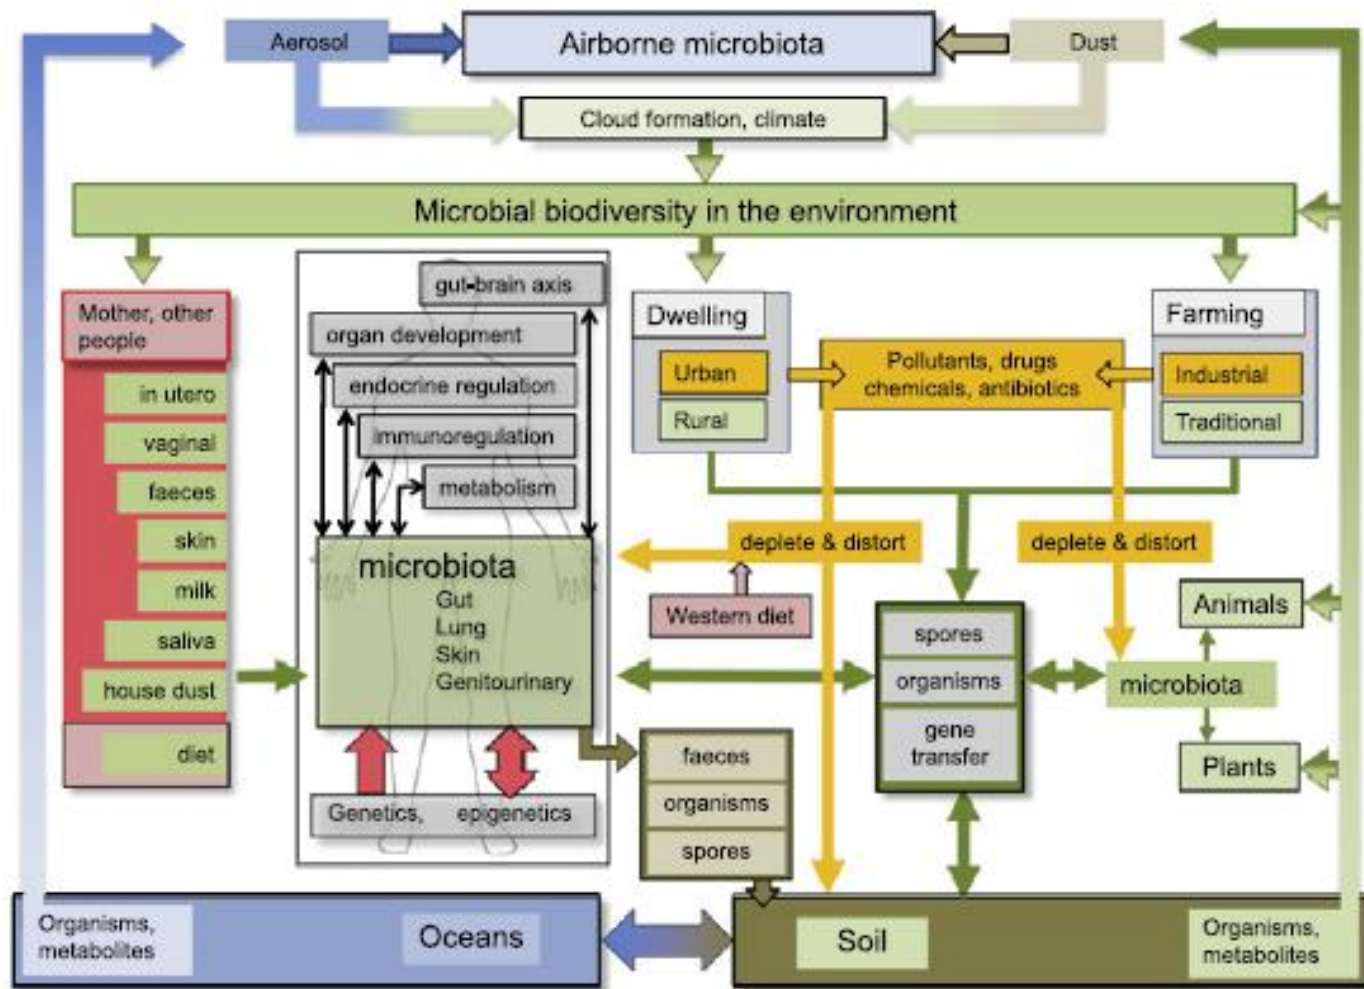 Aerosol
Airborne microbiota
Dust
Cloud formation, climate
Microbial biodiversity in the environment
Mother, other
people
in utero
vaginal
faeces
skin
milk
saliva
house dust
diet
gut-brain axis
organ development
endocrine regulation
immunoregulation
metabolism
microbiota
Gut
Lung
Skin
Genitourinary
Genetics, epigenetics
Dwelling
Urban
Rural
Pollutants, drugs
chemicals, antibiotics
Farming
Industrial
Traditional
deplete & distort
deplete & distort
Western diet
spores
organisms
gene
transfer
Animals
microbiota
Plants
faeces
organisms
spores
Organisms,
metabolites
Oceans
Soil
Organisms,
metabolites